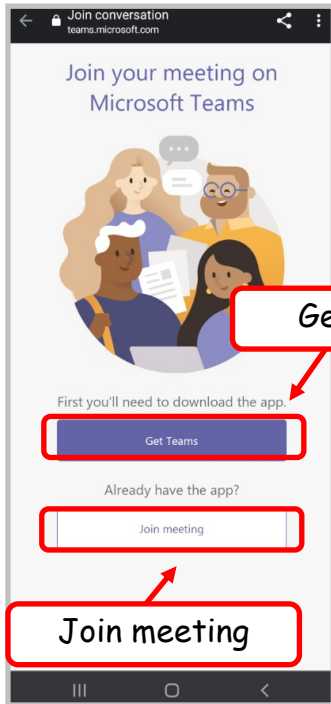 Join conversation
teams.microsoft.com
Join your meeting on
Microsoft Teams
First you'll need to download the app.
Get Teams
Already have the app?
Join meeting
Join meeting